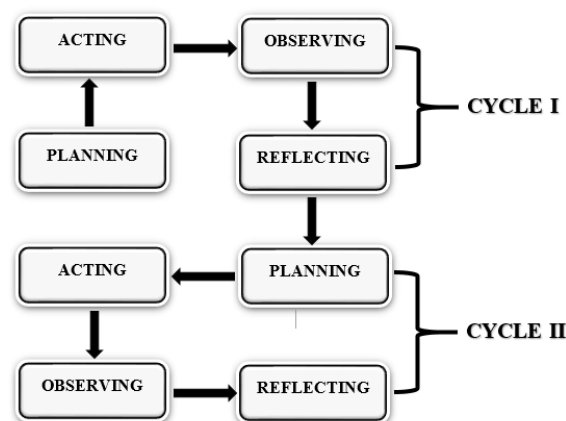 ACTING
OBSERVING
CYCLE I
PLANNING
REFLECTING
ACTING
PLANNING
CYCLE II
OBSERVING
REFLECTING